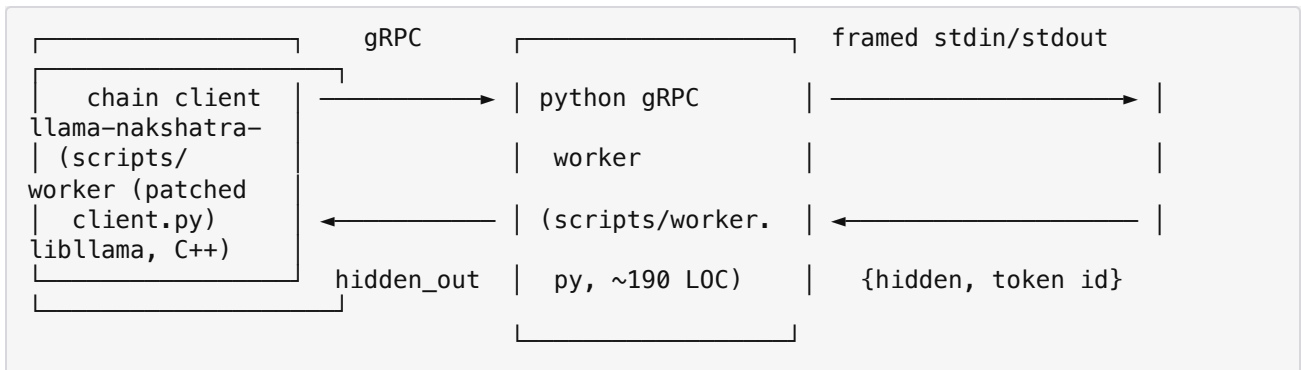 gRPC framed stdin/stdout
chain client python gRPC
llama-nakshatra-
(scripts/ worker
worker (patched
client.py) (scripts/worker.
libllama, C++)
hidden_out py, ~190 LOC) {hidden, token id}